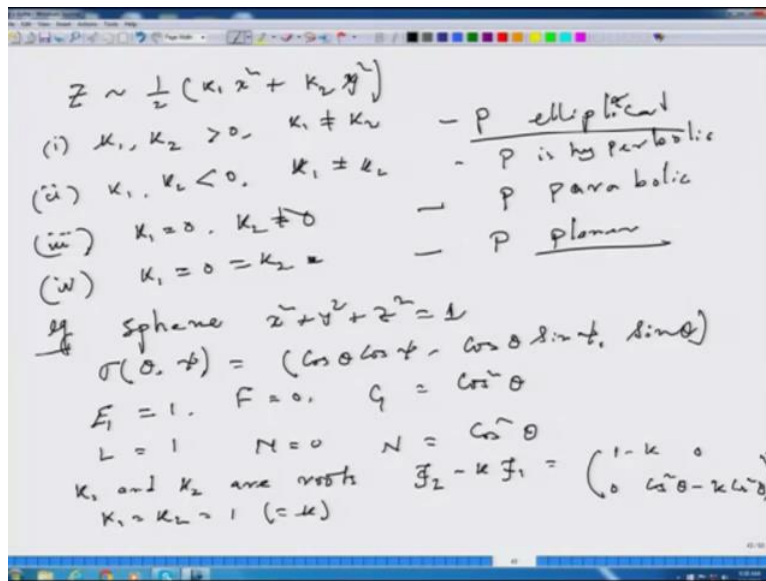 z ~ 1/2 (κ₁ x² + κ₂ y²)
(i) κ₁, κ₂ > 0, κ₁ ≠ κ₂ - P elliptical
(ii) κ₁, κ₂ < 0, κ₁ ± κ₂ - P is hyperbolic
(iii) κ₁ = 0, κ₂ ≠ 0 - P parabolic
(iv) κ₁ = 0 = κ₂ - P planar
eg sphere x² + y² + z² = 1
σ(θ, ψ) = (cos θ cos ψ, cos θ sin ψ, sin θ)
E₁ = 1, F = 0, G = cos² θ
L = 1 M = 0 N = cos² θ
κ₁ and κ₂ are roots ℱ₂ - κ ℱ₁ = (1-κ 0
0 cos²θ - κ cos²θ)
κ₁ = κ₂ = 1 (= κ)